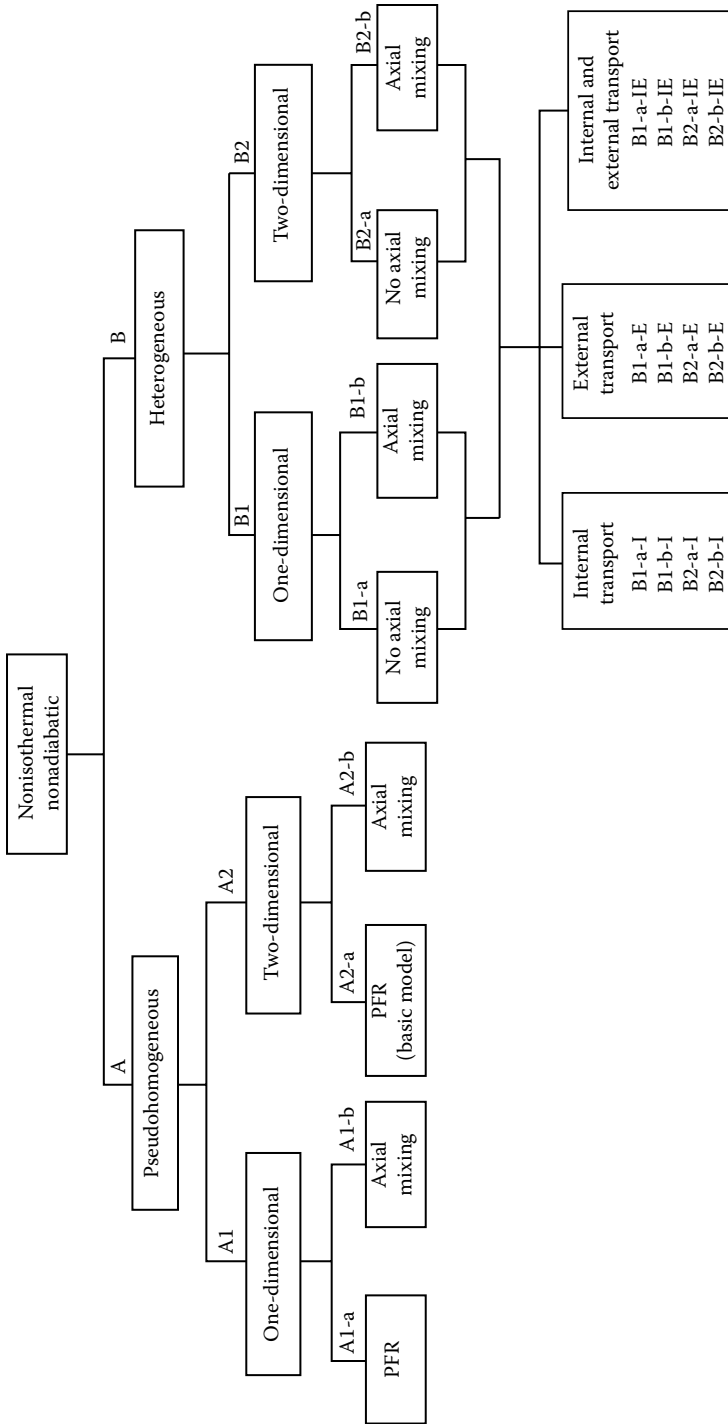 Nonisothermal
nonadiabatic
A
Pseudohomogeneous
B
Heterogeneous
A1
One-dimensional
A2
Two-dimensional
B1
One-dimensional
B2
Two-dimensional
A1-a
PFR
A1-b
Axial
mixing
A2-a
PFR
(basic model)
A2-b
Axial
mixing
B1-a
No axial
mixing
B1-b
Axial
mixing
B2-a
No axial
mixing
B2-b
Axial
mixing
Internal
transport
B1-a-I
B1-b-I
B2-a-I
B2-b-I
External
transport
B1-a-E
B1-b-E
B2-a-E
B2-b-E
Internal and
external transport
B1-a-IE
B1-b-IE
B2-a-IE
B2-b-IE